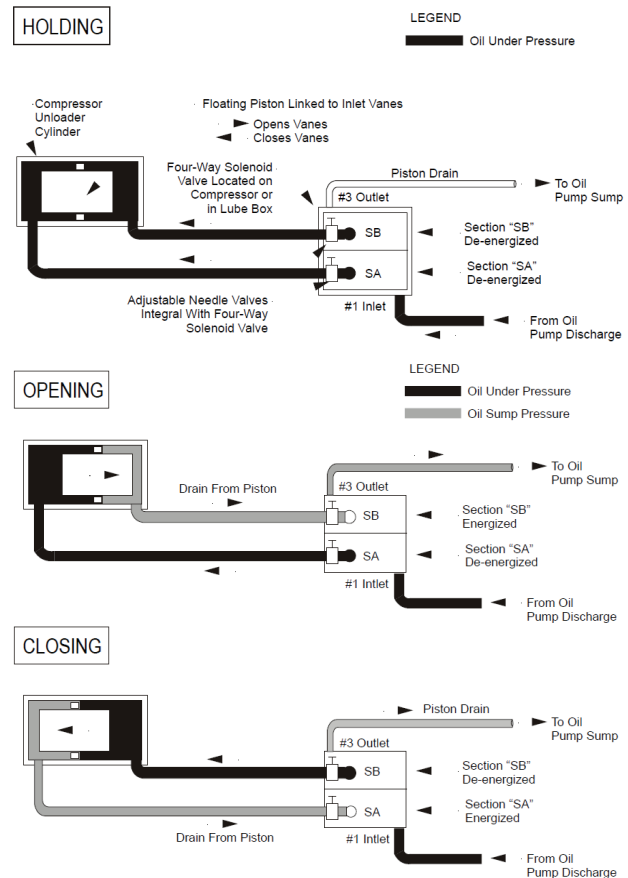 HOLDING
LEGEND
Oil Under Pressure
Compressor
Unloader
Cylinder
Floating Piston Linked to Inlet Vanes
Opens Vanes
Closes Vanes
Four-Way Solenoid
Valve Located on
Compressor or
in Lube Box
Piston Drain
To Oil
Pump Sump
#3 Outlet
SB
Section “SB”
De-energized
SA
Section “SA”
De-energized
Adjustable Needle Valves
Integral With Four-Way
Solenoid Valve
#1 Inlet
From Oil
Pump Discharge
OPENING
LEGEND
Oil Under Pressure
Oil Sump Pressure
To Oil
Pump Sump
Drain From Piston
#3 Outlet
SB
Section “SB”
Energized
SA
Section “SA”
De-energized
#1 Intlet
From Oil
Pump Discharge
CLOSING
Piston Drain
To Oil
Pump Sump
#3 Outlet
SB
Section “SB”
De-energized
SA
Section “SA”
Energized
Drain From Piston
#1 Inlet
From Oil
Pump Discharge